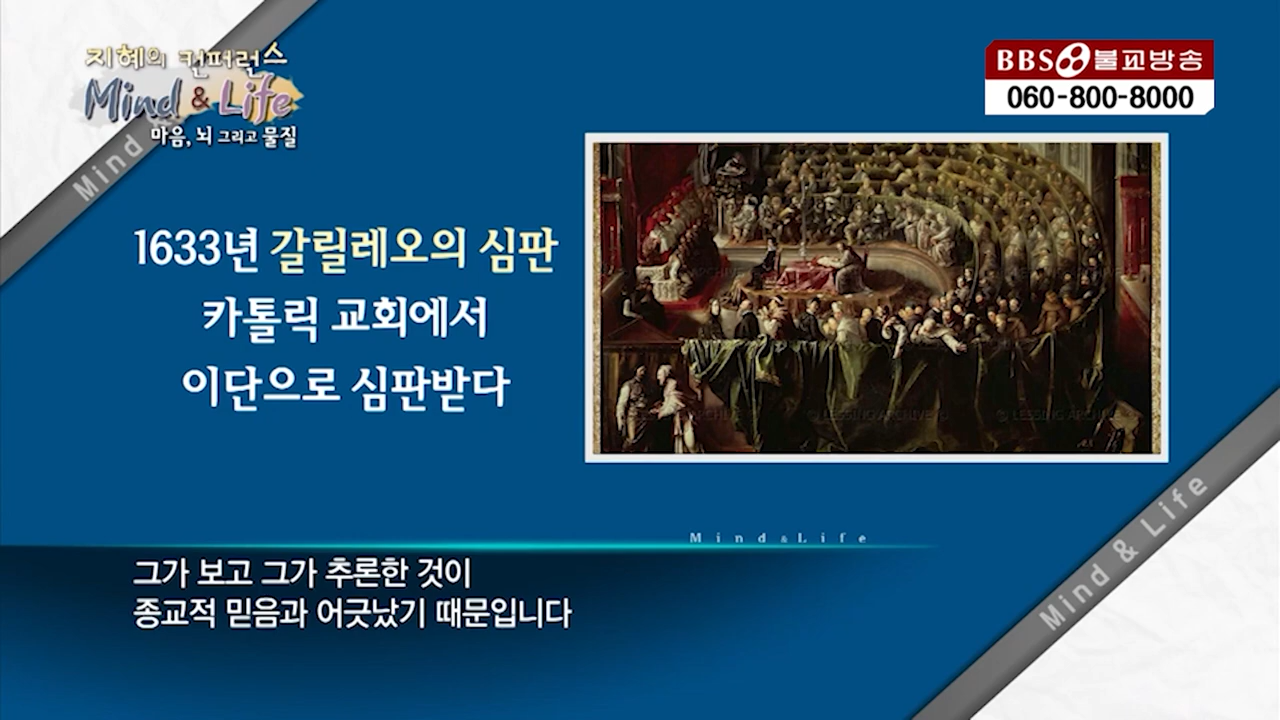 지혜의 컨퍼런스
Mind & Life
마음, 뇌 그리고 물질
Mind &
BBS 불교방송
060-800-8000
1633년 갈릴레오의 심판
카톨릭 교회에서
이단으로 심판받다
© LESSING ARCHIVE
© LESSING ARCHIVE
Mind & Life
그가 보고 그가 추론한 것이
종교적 믿음과 어긋났기 때문입니다
Mind & Life